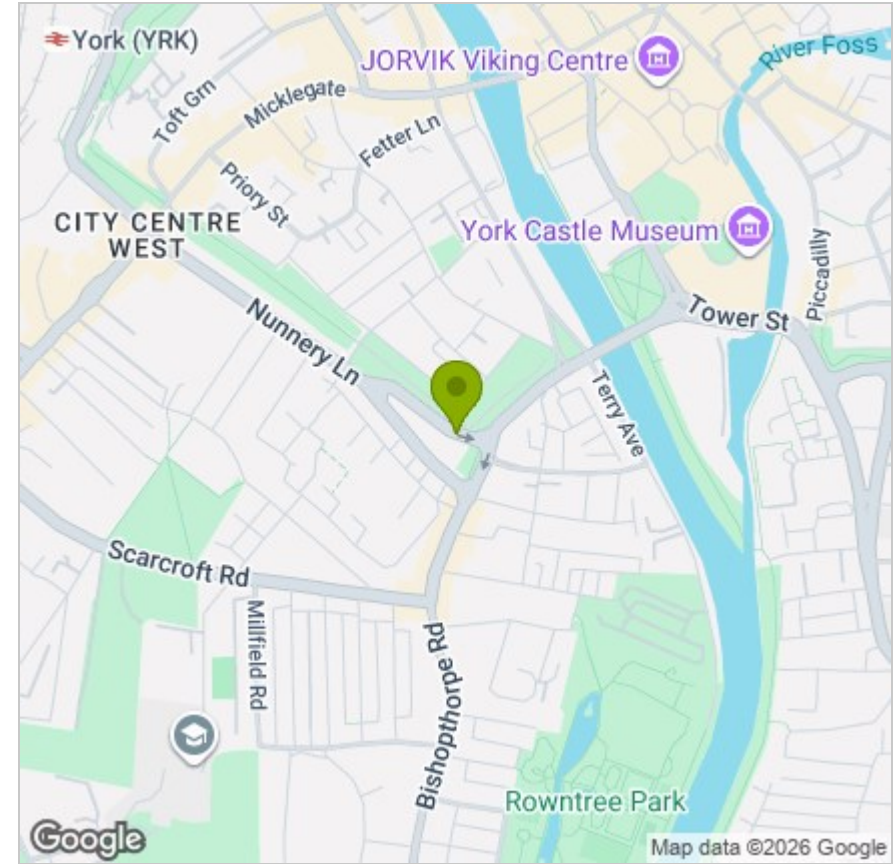 York (YRK)
JORVIK Viking Centre
River Foss
Toft Grn
Micklegate
Fetter Ln
Priory St
CITY CENTRE
WEST
York Castle Museum
Piccadilly
Nunnery Ln
Tower St
Terry Ave
Scarcroft Rd
Millfield Rd
Bishopthorpe Rd
Rowntree Park
Google
Map data ©2026 Google